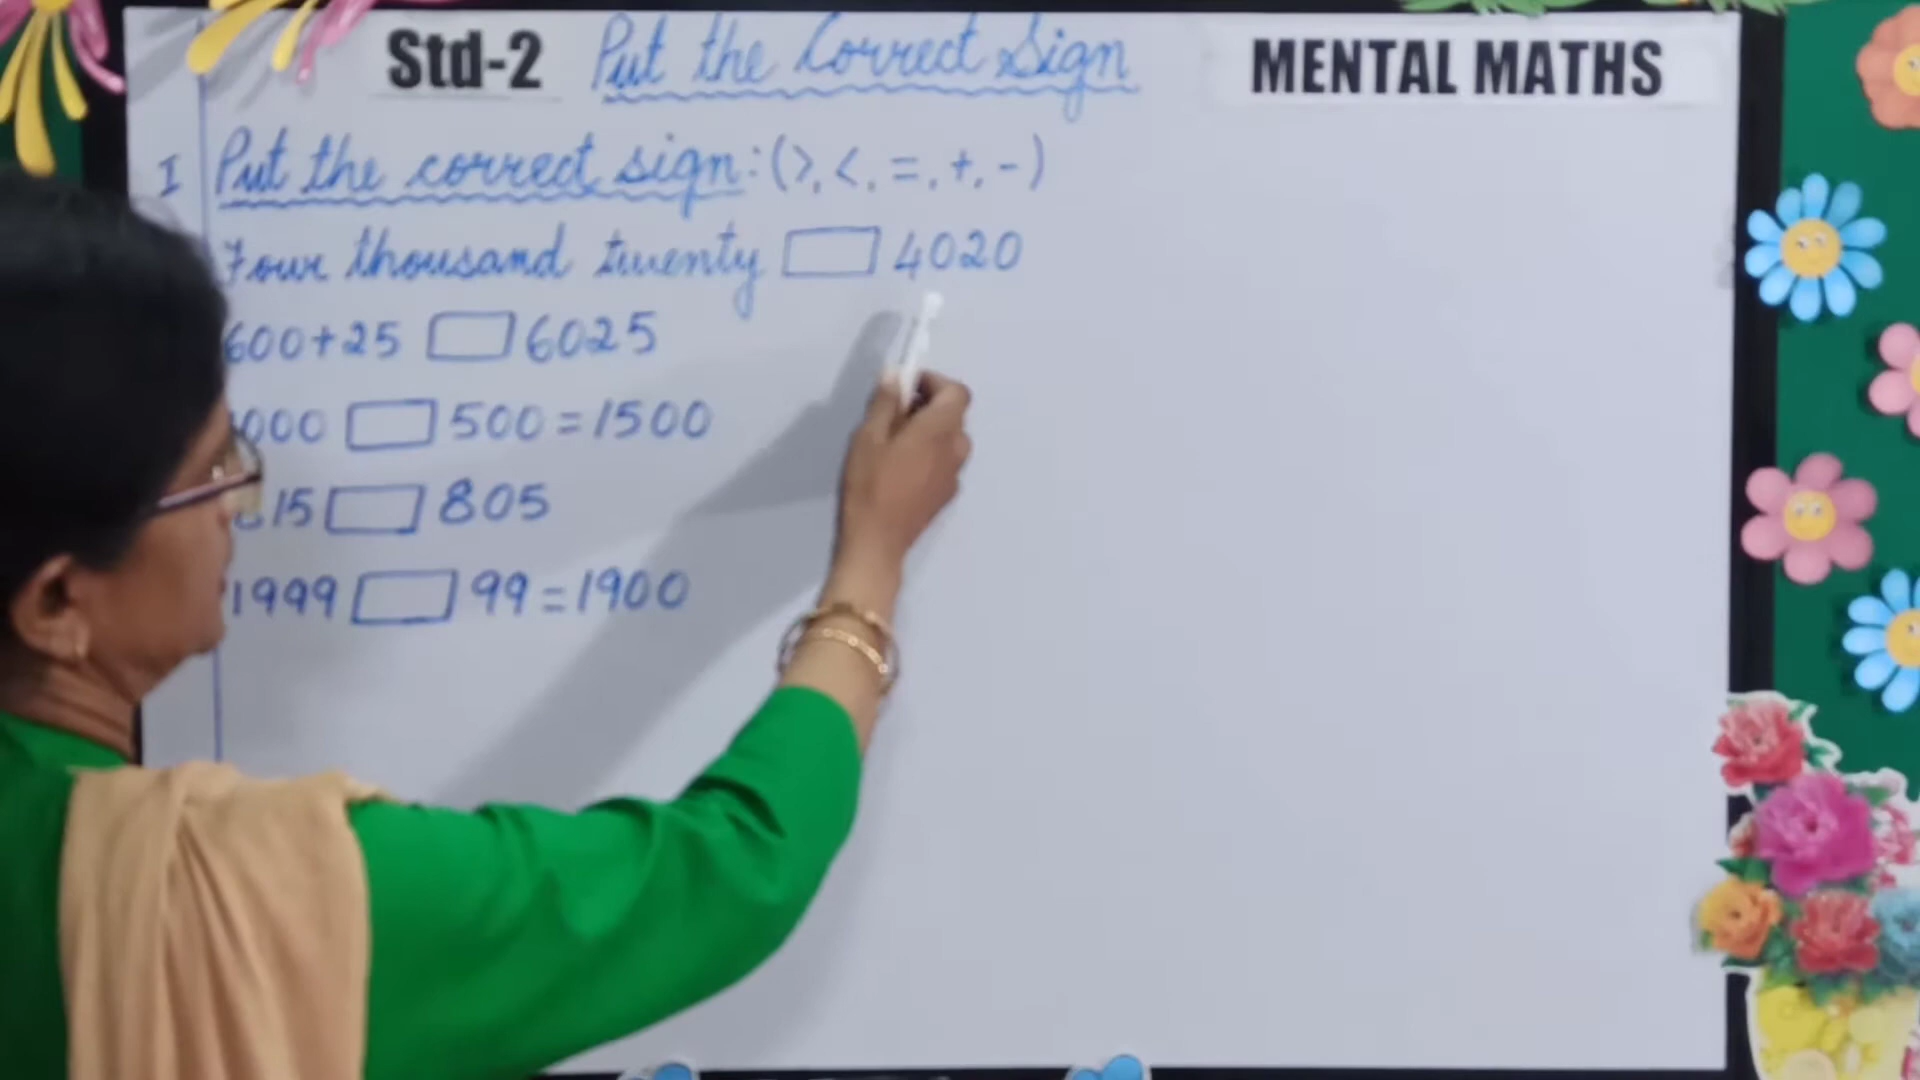 Std-2 Put the Correct Sign MENTAL MATHS
I Put the correct sign:(>, <, =, +, -)
Four thousand twenty 4020
600+25 6025
000 500=1500
15 805
1999 99=1900